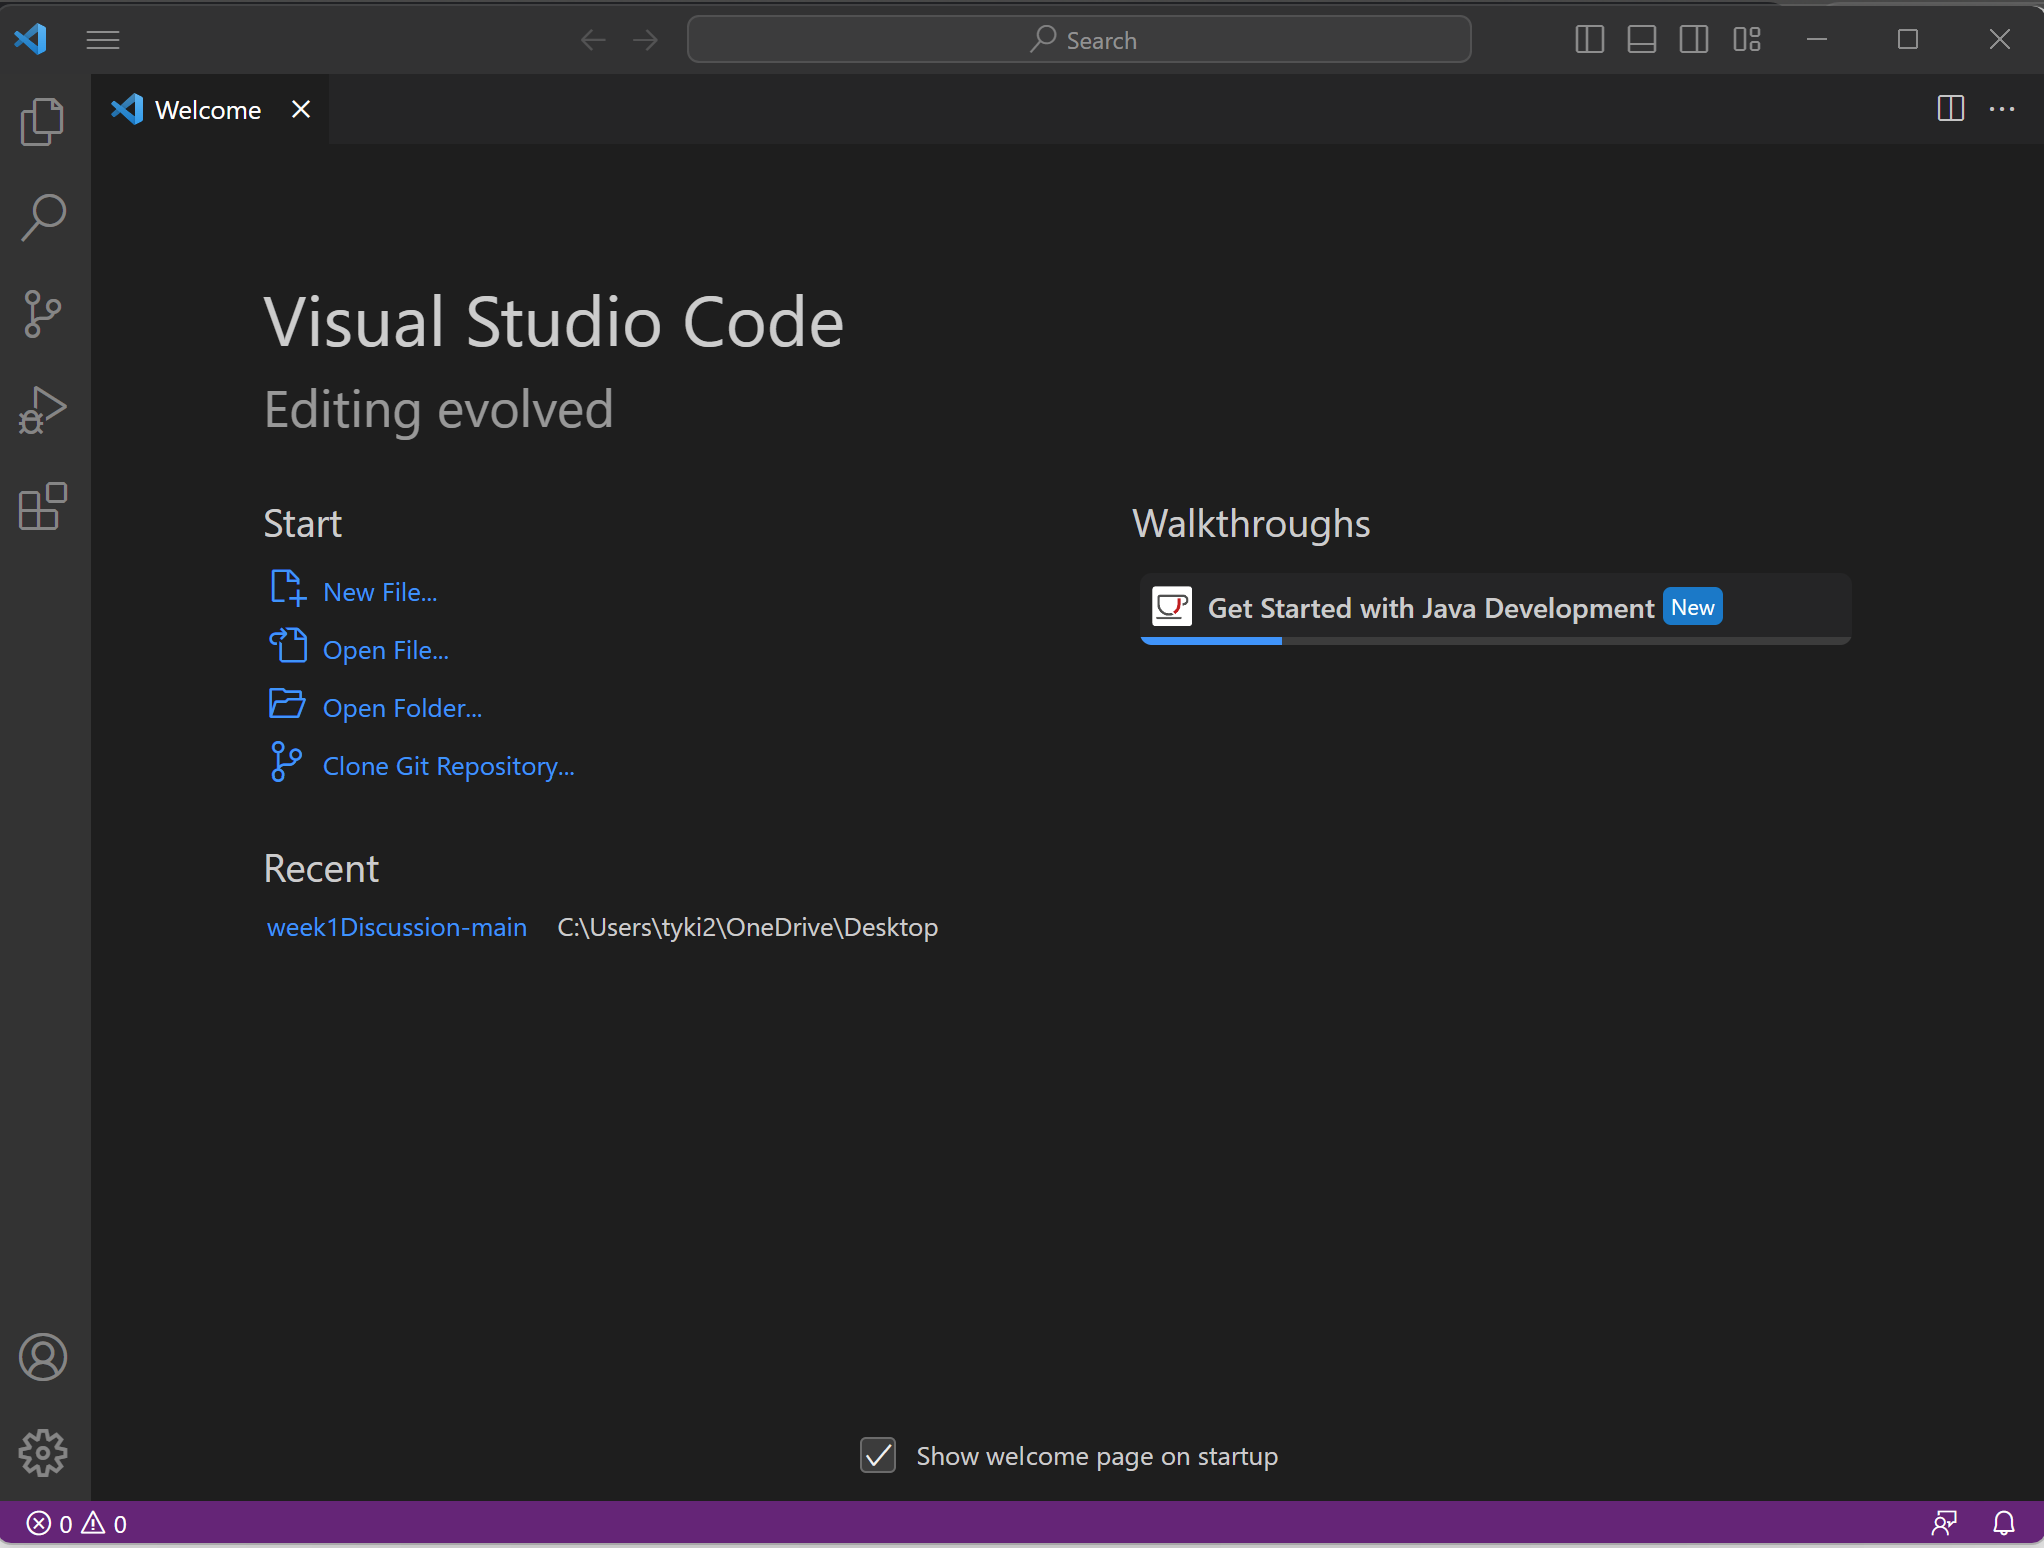 Search
Welcome
Visual Studio Code
Editing evolved
Start
New File...
Open File...
Open Folder...
Clone Git Repository...
Walkthroughs
Get Started with Java Development New
Recent
week1Discussion-main C:\Users\tyki2\OneDrive\Desktop
Show welcome page on startup
0 0